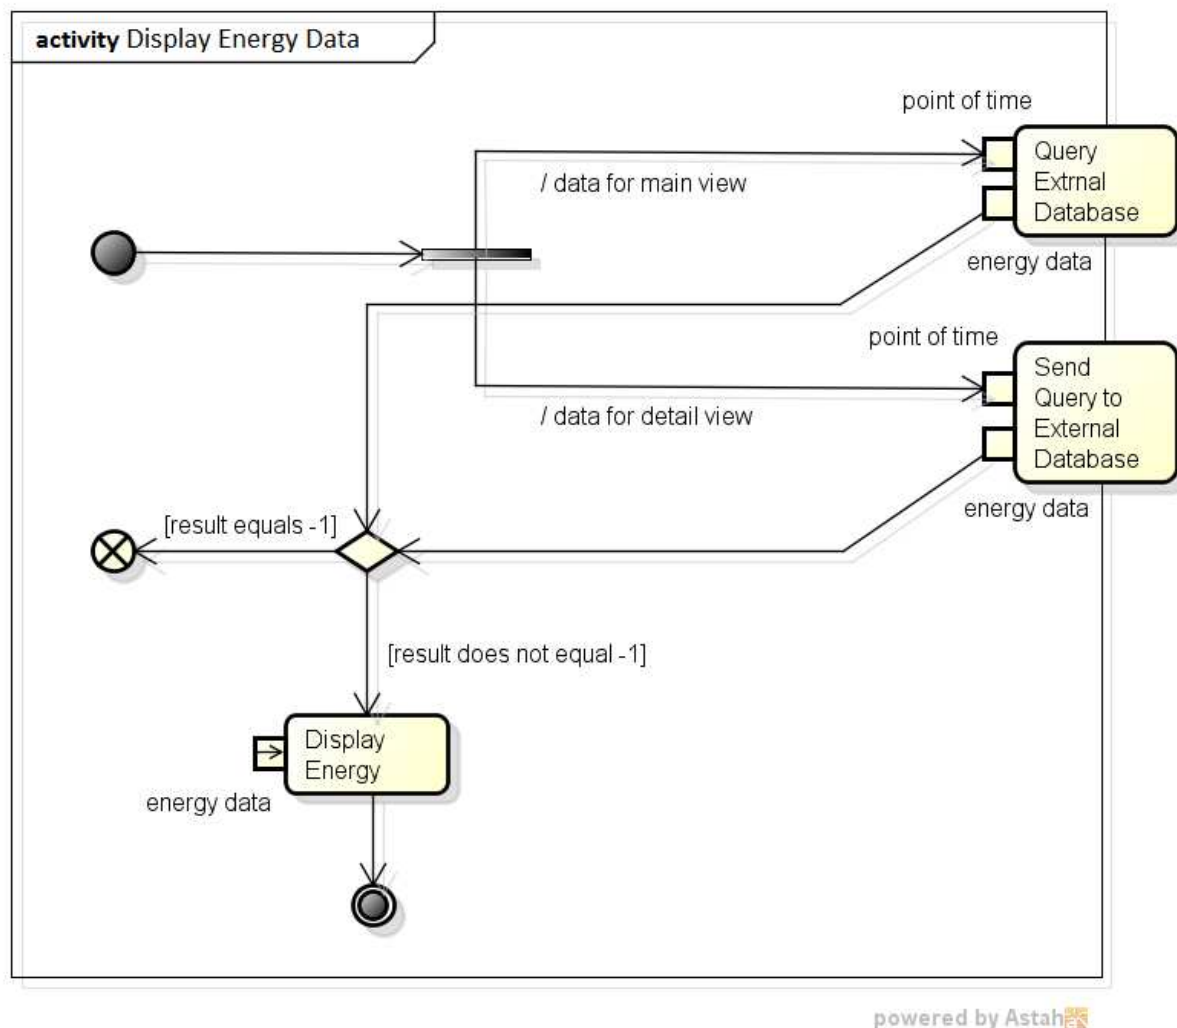 activity Display Energy Data
point of time
Query
Extrnal
Database
/ data for main view
energy data
point of time
Send
Query to
External
Database
/ data for detail view
energy data
[result equals -1]
[result does not equal -1]
Display
Energy
energy data
powered by Astah